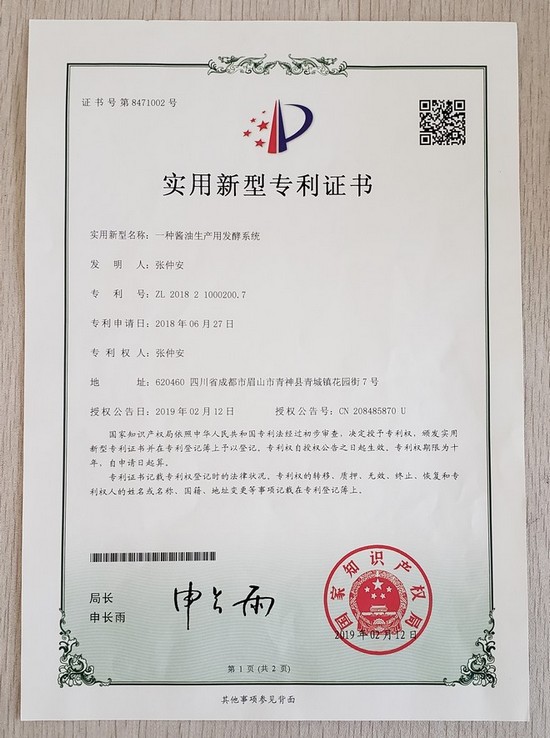 证书号第8471002号
实用新型专利证书
实用新型名称：一种酱油生产用发酵系统
发明人：张仲安
专利号：ZL 2018 2 1000200.7
专利申请日：2018年06月27日
专利权人：张仲安
地址：620460 四川省成都市眉山市青神县青城镇花园街7号
授权公告日：2019年02月12日 授权公告号：CN 208485870 U
国家知识产权局依照中华人民共和国专利法经过初步审查，决定授予专利权，颁发实用
新型专利证书并在专利登记簿上予以登记。专利权自授权公告之日起生效。专利权期限为十
年，自申请日起算。
专利证书记载专利权登记时的法律状况。专利权的转移、质押、无效、终止、恢复和专
利权人的姓名或名称、国籍、地址变更等事项记载在专利登记簿上。
局长
申长雨
申长雨
国家知识产权局
2019年02月12日
第1页(共2页)
其他事项参见背面